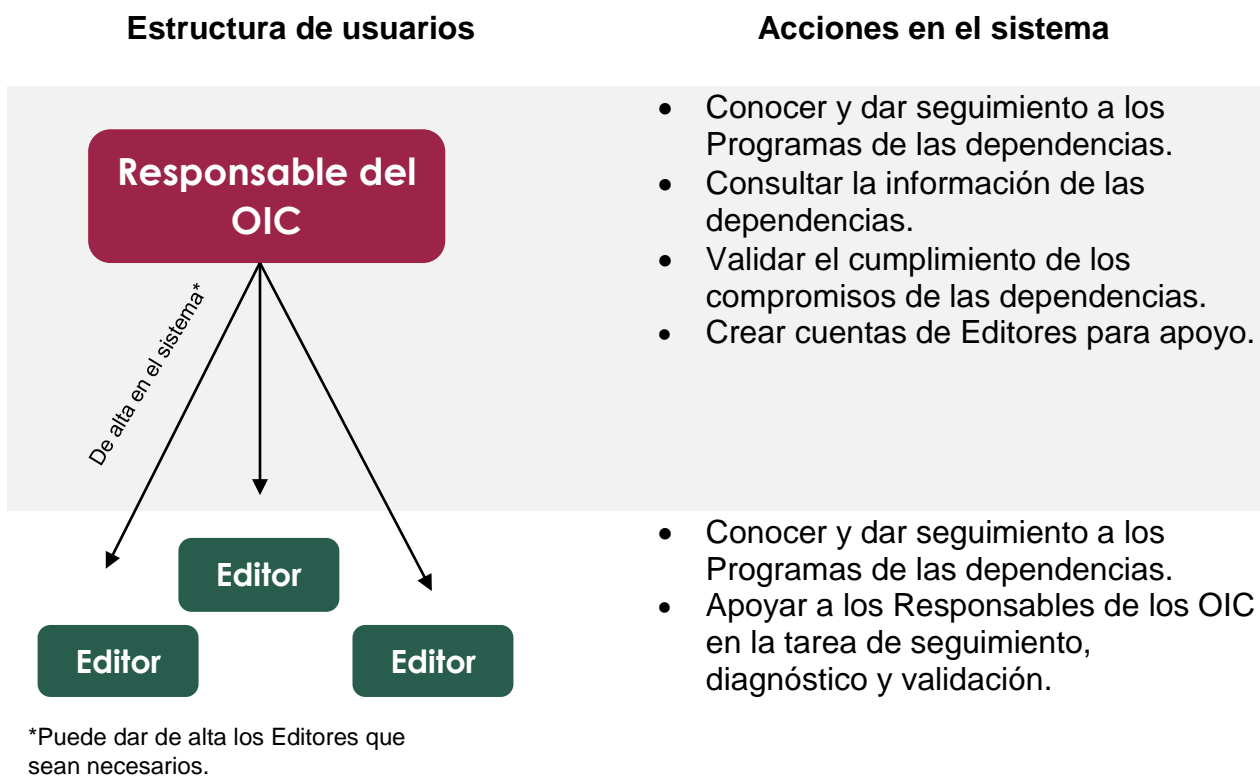 Estructura de usuarios
Acciones en el sistema
Responsable del
OIC
De alta en el sistema*
• Conocer y dar seguimiento a los
Programas de las dependencias.
• Consultar la información de las
dependencias.
• Validar el cumplimiento de los
compromisos de las dependencias.
• Crear cuentas de Editores para apoyo.
Editor
Editor
Editor
• Conocer y dar seguimiento a los
Programas de las dependencias.
• Apoyar a los Responsables de los OIC
en la tarea de seguimiento,
diagnóstico y validación.
*Puede dar de alta los Editores que
sean necesarios.